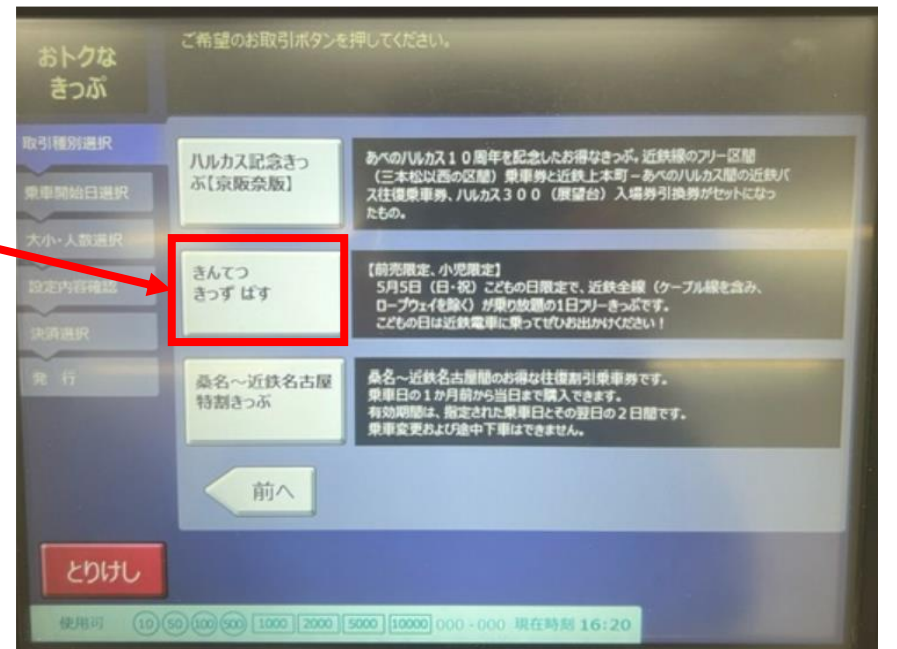 おトクな
きっぷ
ご希望のお取引ボタンを押してください。
取引種別選択
乗車開始日選択
大小・人数選択
設定内容確認
決済選択
発 行
ハルカス記念きっ
ぷ【京阪奈版】
あべのハルカス10周年を記念したお得なきっぷ。近鉄線のフリー区間
(三本松以西の区間)乗車券と近鉄上本町-あべのハルカス間の近鉄バ
ス往復乗車券、ハルカス300(展望台)入場券引換券がセットになっ
たもの。
きんてつ
きっず ぱす
【前売限定、小児限定】
5月5日(日・祝)こどもの日限定で、近鉄全線(ケーブル線を含み、
ロープウェイを除く)が乗り放題の1日フリーきっぷです。
こどもの日は近鉄電車に乗ってぜひお出かけください!
桑名~近鉄名古屋
特割きっぷ
桑名~近鉄名古屋間のお得な往復割引乗車券です。
乗車日の1か月前から当日まで購入できます。
有効期間は、指定された乗車日とその翌日の2日間です。
乗車変更および途中下車はできません。
前へ
とりけし
使用可 10 50 100 500 1000 2000 5000 10000 000-000 現在時刻 16:20